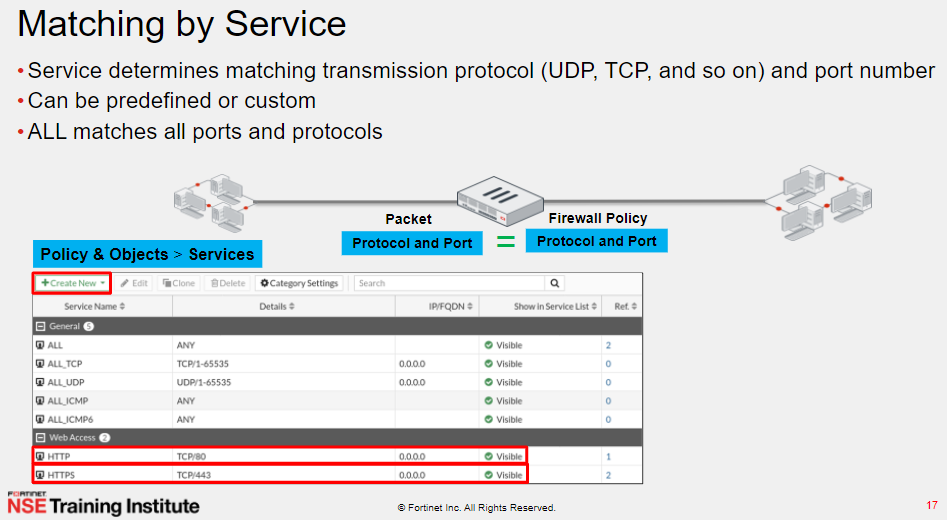 Matching by Service
• Service determines matching transmission protocol (UDP, TCP, and so on) and port number
• Can be predefined or custom
• ALL matches all ports and protocols
Packet
Firewall Policy
Protocol and Port = Protocol and Port
Policy & Objects > Services
+Create New Edit Clone Delete Category Settings Search
Service Name Details IP/FQDN Show in Service List Ref.
General 5
ALL ANY Visible 2
ALL_TCP TCP/1-65535 0.0.0.0 Visible 0
ALL_UDP UDP/1-65535 0.0.0.0 Visible 0
ALL_ICMP ANY Visible 0
ALL_ICMP6 ANY Visible 0
Web Access 2
HTTP TCP/80 0.0.0.0 Visible 1
HTTPS TCP/443 0.0.0.0 Visible 2
FORTINET
NSE Training Institute
© Fortinet Inc. All Rights Reserved.
17